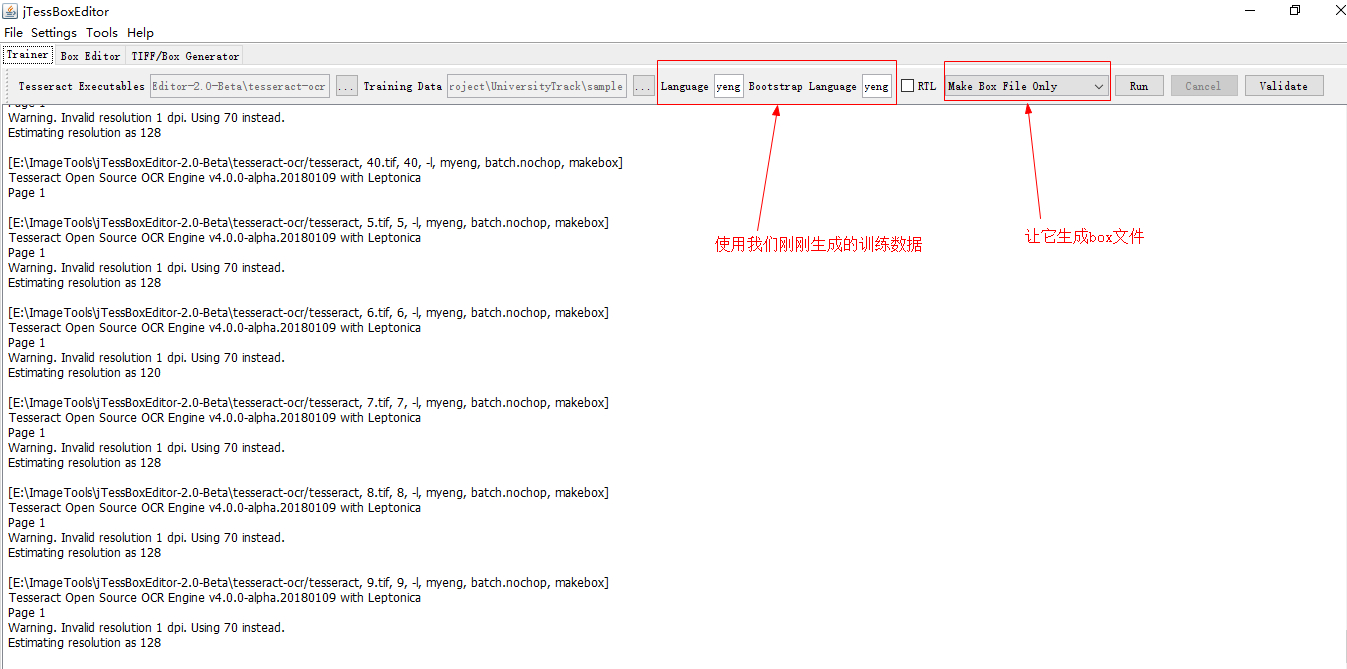 jTessBoxEditor
File Settings Tools Help
Trainer Box Editor TIFF/Box Generator
Tesseract Executables Editor-2.0-Beta\tesseract-ocr ... Training Data roject\UniversityTrack\sample ... Language yeng Bootstrap Language yeng RTL Make Box File Only Run Cancel Validate
Page 1
Warning. Invalid resolution 1 dpi. Using 70 instead.
Estimating resolution as 128
[E:\ImageTools\jTessBoxEditor-2.0-Beta\tesseract-ocr/tesseract, 40.tif, 40, -l, myeng, batch.nochop, makebox]
Tesseract Open Source OCR Engine v4.0.0-alpha.20180109 with Leptonica
Page 1
[E:\ImageTools\jTessBoxEditor-2.0-Beta\tesseract-ocr/tesseract, 5.tif, 5, -l, myeng, batch.nochop, makebox]
Tesseract Open Source OCR Engine v4.0.0-alpha.20180109 with Leptonica
使用我们刚刚生成的训练数据
让它生成box文件
Page 1
Warning. Invalid resolution 1 dpi. Using 70 instead.
Estimating resolution as 128
[E:\ImageTools\jTessBoxEditor-2.0-Beta\tesseract-ocr/tesseract, 6.tif, 6, -l, myeng, batch.nochop, makebox]
Tesseract Open Source OCR Engine v4.0.0-alpha.20180109 with Leptonica
Page 1
Warning. Invalid resolution 1 dpi. Using 70 instead.
Estimating resolution as 120
[E:\ImageTools\jTessBoxEditor-2.0-Beta\tesseract-ocr/tesseract, 7.tif, 7, -l, myeng, batch.nochop, makebox]
Tesseract Open Source OCR Engine v4.0.0-alpha.20180109 with Leptonica
Page 1
Warning. Invalid resolution 1 dpi. Using 70 instead.
Estimating resolution as 128
[E:\ImageTools\jTessBoxEditor-2.0-Beta\tesseract-ocr/tesseract, 8.tif, 8, -l, myeng, batch.nochop, makebox]
Tesseract Open Source OCR Engine v4.0.0-alpha.20180109 with Leptonica
Page 1
Warning. Invalid resolution 1 dpi. Using 70 instead.
Estimating resolution as 128
[E:\ImageTools\jTessBoxEditor-2.0-Beta\tesseract-ocr/tesseract, 9.tif, 9, -l, myeng, batch.nochop, makebox]
Tesseract Open Source OCR Engine v4.0.0-alpha.20180109 with Leptonica
Page 1
Warning. Invalid resolution 1 dpi. Using 70 instead.
Estimating resolution as 128